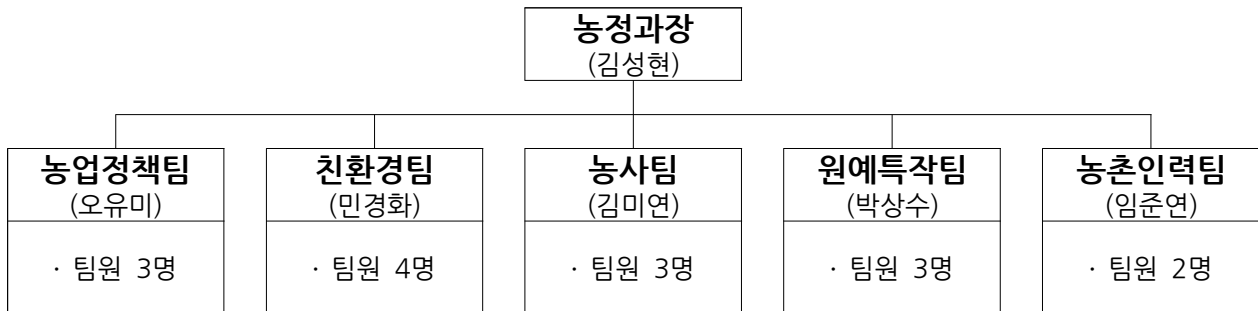 농정과장
(김성현)
농업정책팀
(오유미)
· 팀원 3명
친환경팀
(민경화)
· 팀원 4명
농사팀
(김미연)
· 팀원 3명
원예특작팀
(박상수)
· 팀원 3명
농촌인력팀
(임준연)
· 팀원 2명